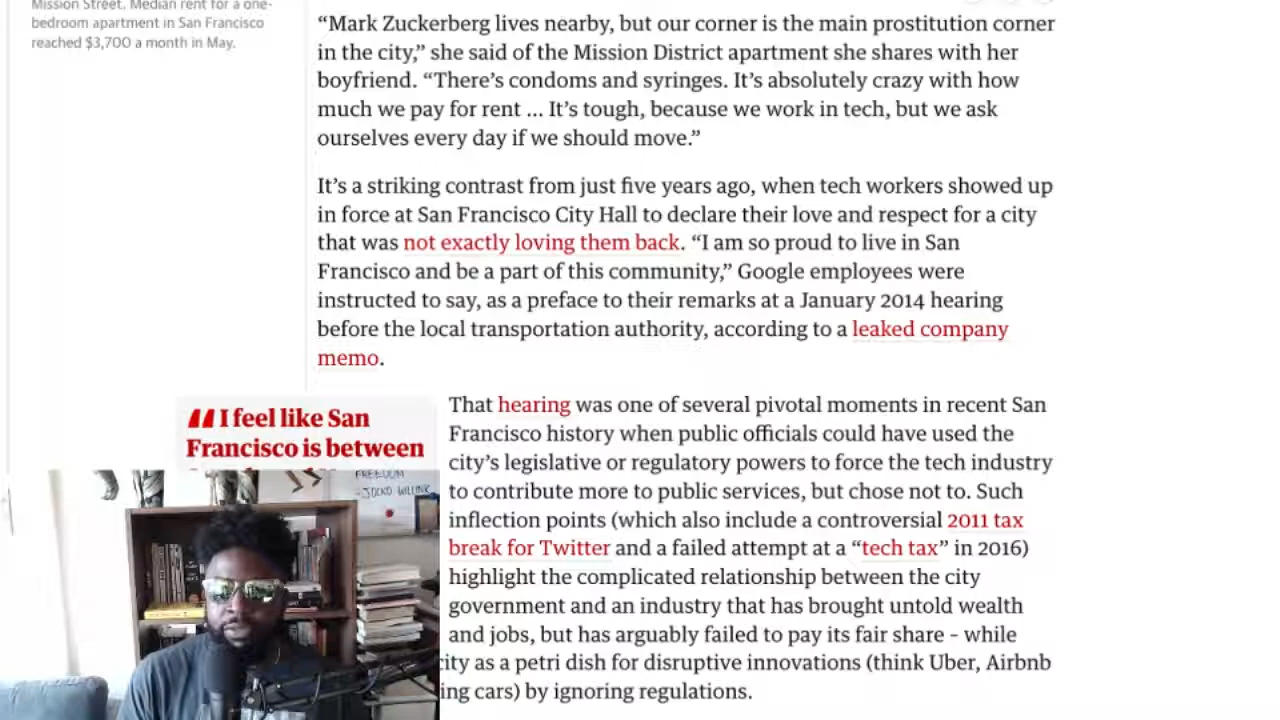 Mission Street. Median rent for a one-
bedroom apartment in San Francisco
reached $3,700 a month in May.
“Mark Zuckerberg lives nearby, but our corner is the main prostitution corner
in the city,” she said of the Mission District apartment she shares with her
boyfriend. “There’s condoms and syringes. It’s absolutely crazy with how
much we pay for rent ... It’s tough, because we work in tech, but we ask
ourselves every day if we should move.”
It’s a striking contrast from just five years ago, when tech workers showed up
in force at San Francisco City Hall to declare their love and respect for a city
that was not exactly loving them back. “I am so proud to live in San
Francisco and be a part of this community,” Google employees were
instructed to say, as a preface to their remarks at a January 2014 hearing
before the local transportation authority, according to a leaked company
memo.
I feel like San
Francisco is between
That hearing was one of several pivotal moments in recent San
Francisco history when public officials could have used the
city’s legislative or regulatory powers to force the tech industry
to contribute more to public services, but chose not to. Such
inflection points (which also include a controversial 2011 tax
break for Twitter and a failed attempt at a “tech tax” in 2016)
highlight the complicated relationship between the city
government and an industry that has brought untold wealth
and jobs, but has arguably failed to pay its fair share – while
city as a petri dish for disruptive innovations (think Uber, Airbnb
ing cars) by ignoring regulations.
FREEDOM
-JOCKO WILLINK